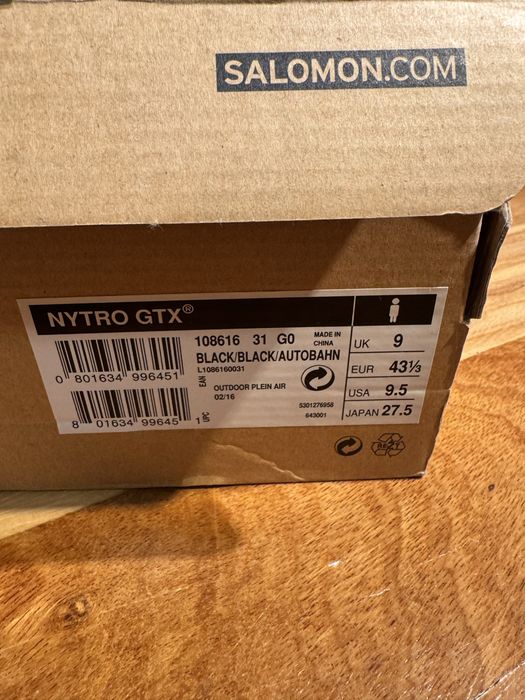 SALOMON.COM
NYTRO GTX®
108616 31 G0
MADE IN
CHINA
BLACK/BLACK/AUTOBAHN
L1086160031
0 801634 996451
EAN
OUTDOOR PLEIN AIR
02/16
8 01634 99645 1
UPC
5301276958
643001
UK 9
EUR 43⅓
USA 9.5
JAPAN 27.5